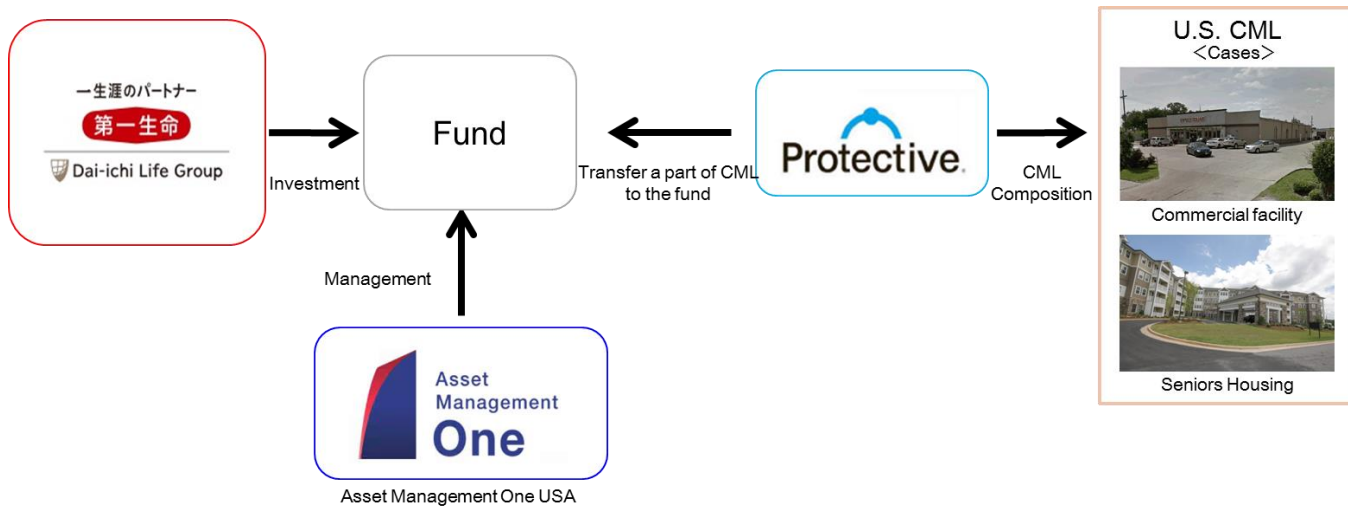 一生涯のパートナー
第一生命
Dai-ichi Life Group
Investment
Fund
Transfer a part of CML
to the fund
Protective.
CML
Composition
U.S. CML
＜Cases＞
Commercial facility
Seniors Housing
Management
Asset
Management
One
Asset Management One USA